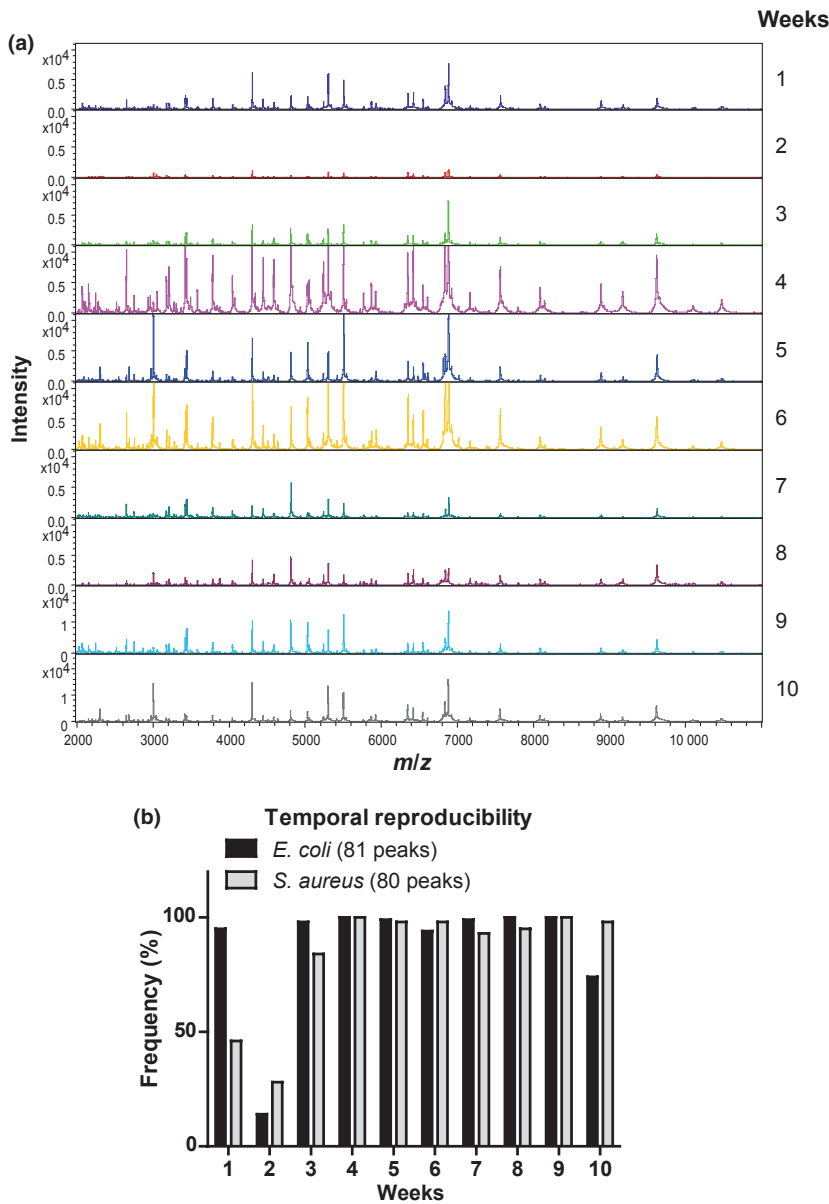 Weeks
(a)
x10⁴
0.5
0.0
1
x10⁴
0.5
0.0
2
x10⁴
0.5
0.0
3
x10⁴
0.5
0.0
4
x10⁴
0.5
0.0
5
x10⁴
0.5
0.0
6
x10⁴
0.5
0.0
7
x10⁴
0.5
0.0
8
x10⁴
1
0
9
x10⁴
1
0
10
Intensity
2000 3000 4000 5000 6000 7000 8000 9000 10 000
m/z
(b) Temporal reproducibility
E. coli (81 peaks)
S. aureus (80 peaks)
Frequency (%)
100
50
0
1 2 3 4 5 6 7 8 9 10
Weeks